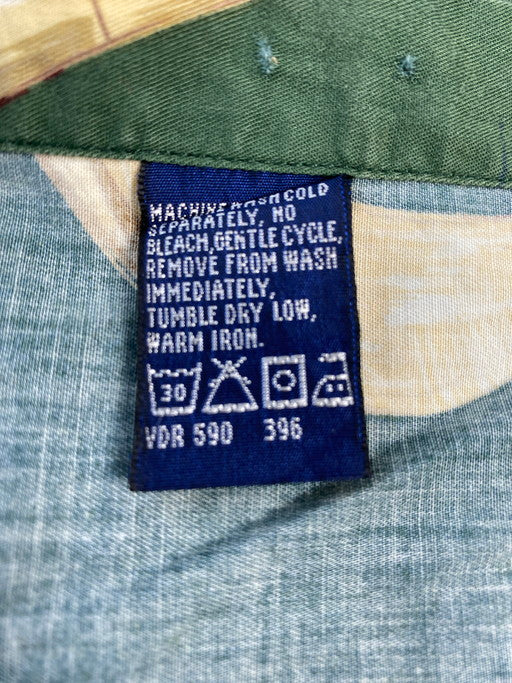 MACHINE WASH COLD
SEPARATELY, NO
BLEACH, GENTLE CYCLE,
REMOVE FROM WASH
IMMEDIATELY,
TUMBLE DRY LOW,
WARM IRON.
30
VDR 590 396